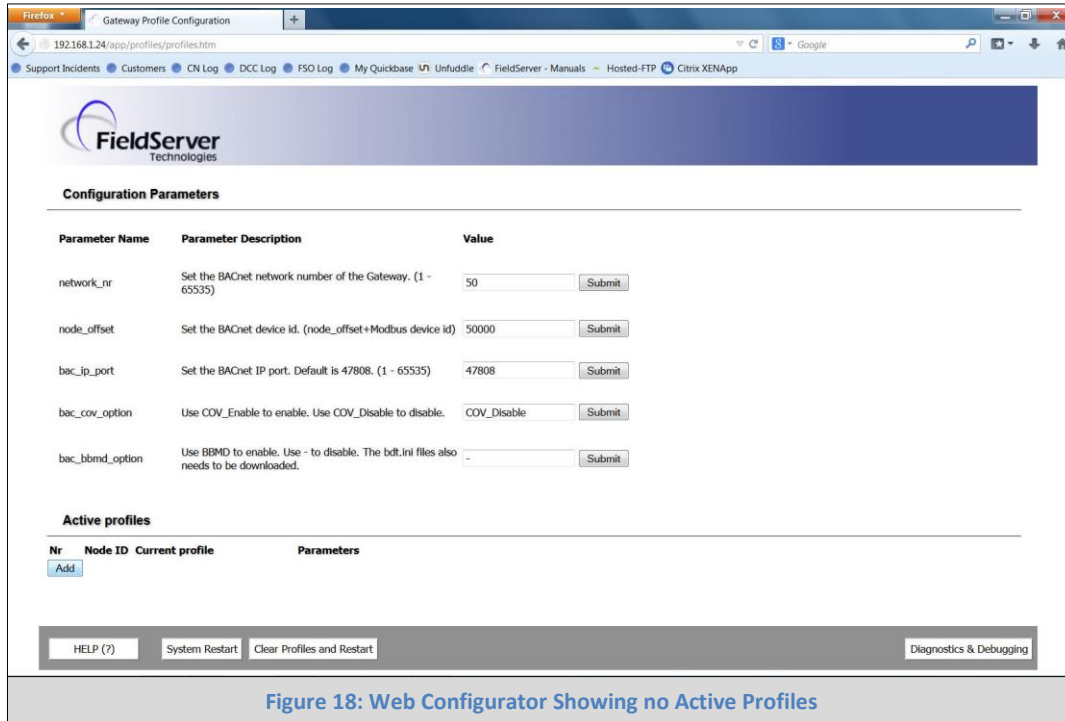 Firefox
Gateway Profile Configuration
+
192.168.1.24/app/profiles/profiles.htm
Google
Support Incidents Customers CN Log DCC Log FSO Log My Quickbase Unfuddle FieldServer - Manuals Hosted-FTP Citrix XENApp
FieldServer
Technologies
Configuration Parameters
Parameter Name Parameter Description Value
network_nr Set the BACnet network number of the Gateway. (1 - 65535) 50 Submit
node_offset Set the BACnet device id. (node_offset+Modbus device id) 50000 Submit
bac_ip_port Set the BACnet IP port. Default is 47808. (1 - 65535) 47808 Submit
bac_cov_option Use COV_Enable to enable. Use COV_Disable to disable. COV_Disable Submit
bac_bbmd_option Use BBMD to enable. Use - to disable. The bdt.ini files also needs to be downloaded. - Submit
Active profiles
Nr Node ID Current profile Parameters
Add
HELP (?) System Restart Clear Profiles and Restart Diagnostics & Debugging
Figure 18: Web Configurator Showing no Active Profiles